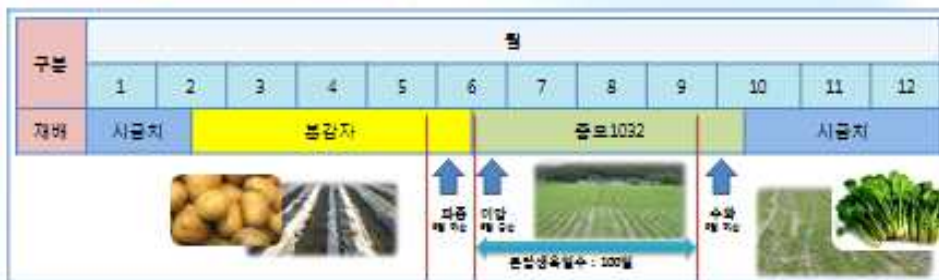 구분
월
1 2 3 4 5 6 7 8 9 10 11 12
재배 시금치 봄감자 중모1032 시금치
파종 이앙 수확
본답생육일수 : 100일